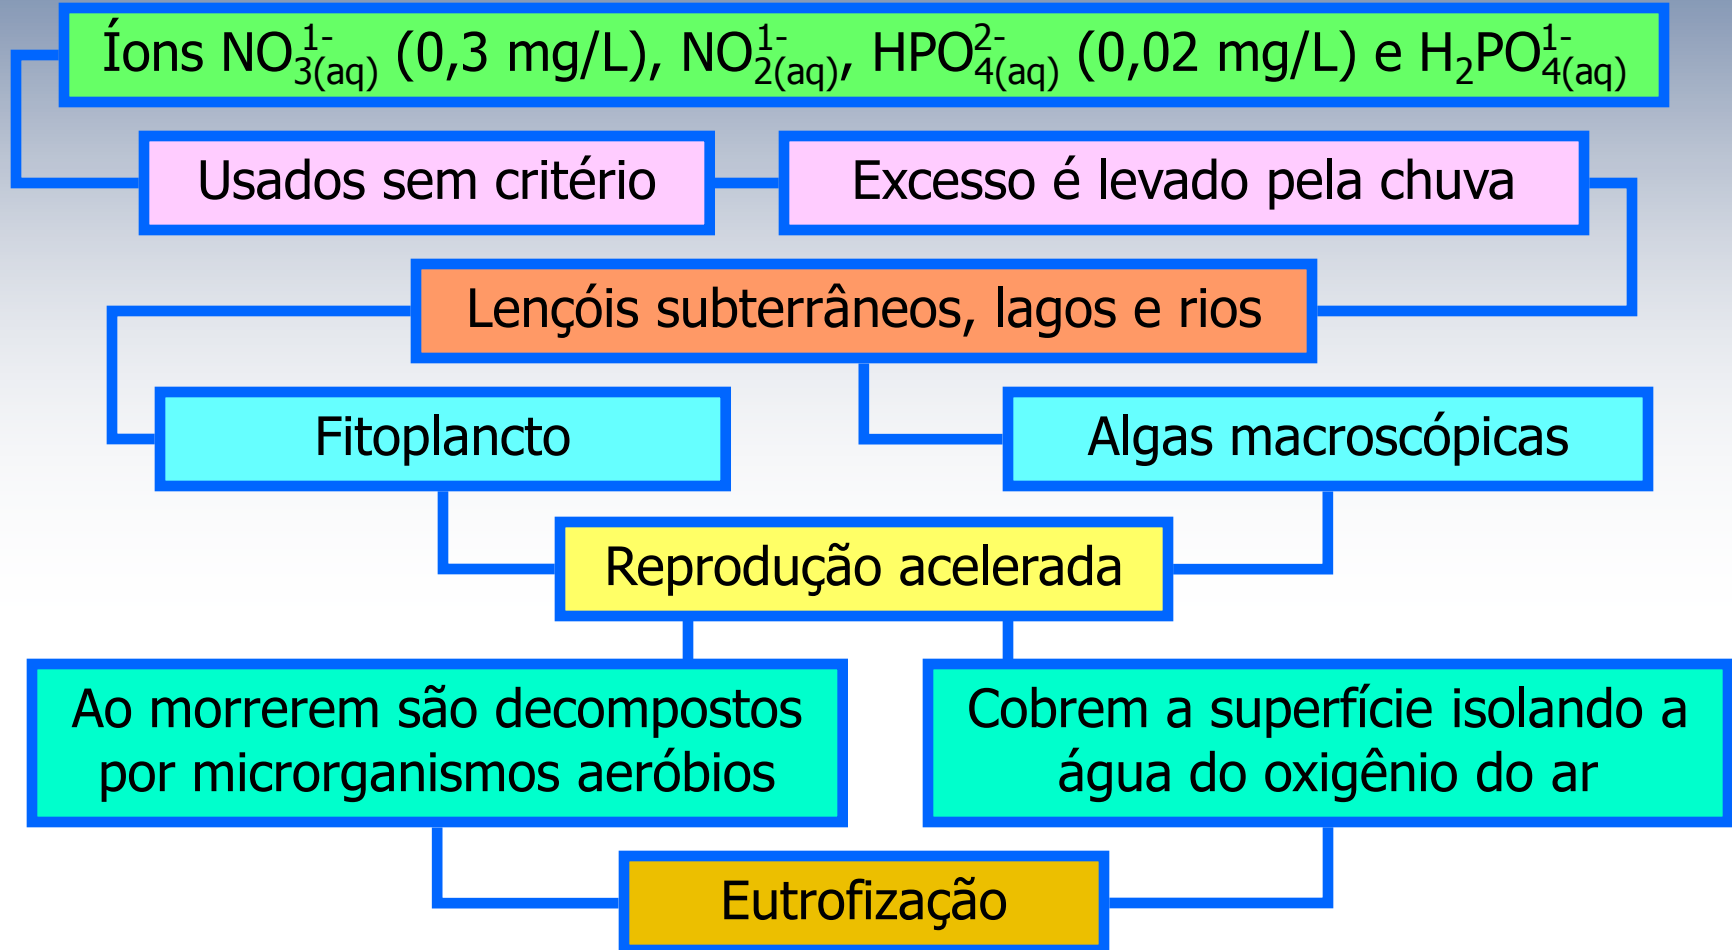 Íons NO₃(aq)¹⁻ (0,3 mg/L), NO₂(aq)¹⁻, HPO₄(aq)²⁻ (0,02 mg/L) e H₂PO₄(aq)¹⁻
Usados sem critério
Excesso é levado pela chuva
Lençóis subterrâneos, lagos e rios
Fitoplancto
Algas macroscópicas
Reprodução acelerada
Ao morrerem são decompostos
por microrganismos aeróbios
Cobrem a superfície isolando a
água do oxigênio do ar
Eutrofização